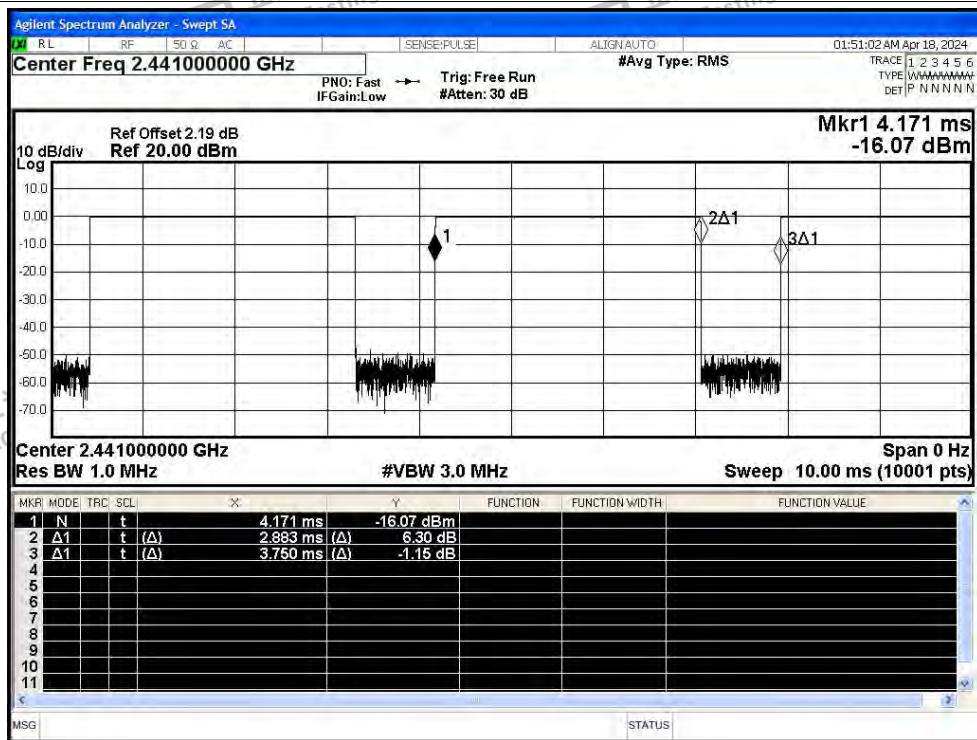 Agilent Spectrum Analyzer - Swept SA
RL RF 50 Ω AC SENSE:PULSE ALIGN AUTO 01:51:02 AM Apr 18, 2024
Center Freq 2.441000000 GHz
PNO: Fast
IFGain:Low
Trig: Free Run
#Atten: 30 dB
#Avg Type: RMS
TRACE 1 2 3 4 5 6
TYPE
DET P N N N N N
Mkr1 4.171 ms
-16.07 dBm
Ref Offset 2.19 dB
10 dB/div Ref 20.00 dBm
Log
10.0
0.00
-10.0
-20.0
-30.0
-40.0
-50.0
-60.0
-70.0
1
2Δ1
3Δ1
Center 2.441000000 GHz Span 0 Hz
Res BW 1.0 MHz #VBW 3.0 MHz Sweep 10.00 ms (10001 pts)
MKR MODE TRC SCL X Y FUNCTION FUNCTION WIDTH FUNCTION VALUE
1 N t 4.171 ms -16.07 dBm
2 Δ1 t (Δ) 2.883 ms (Δ) 6.30 dB
3 Δ1 t (Δ) 3.750 ms (Δ) -1.15 dB
4
5
6
7
8
9
10
11
MSG STATUS